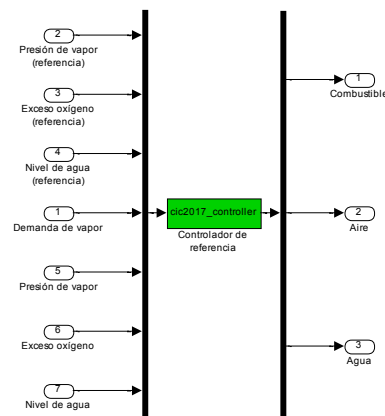 2
Presión de vapor
(referencia)
3
Exceso oxígeno
(referencia)
4
Nivel de agua
(referencia)
1
Demanda de vapor
5
Presión de vapor
6
Exceso oxígeno
7
Nivel de agua
cic2017_controller
Controlador de
referencia
1
Combustible
2
Aire
3
Agua